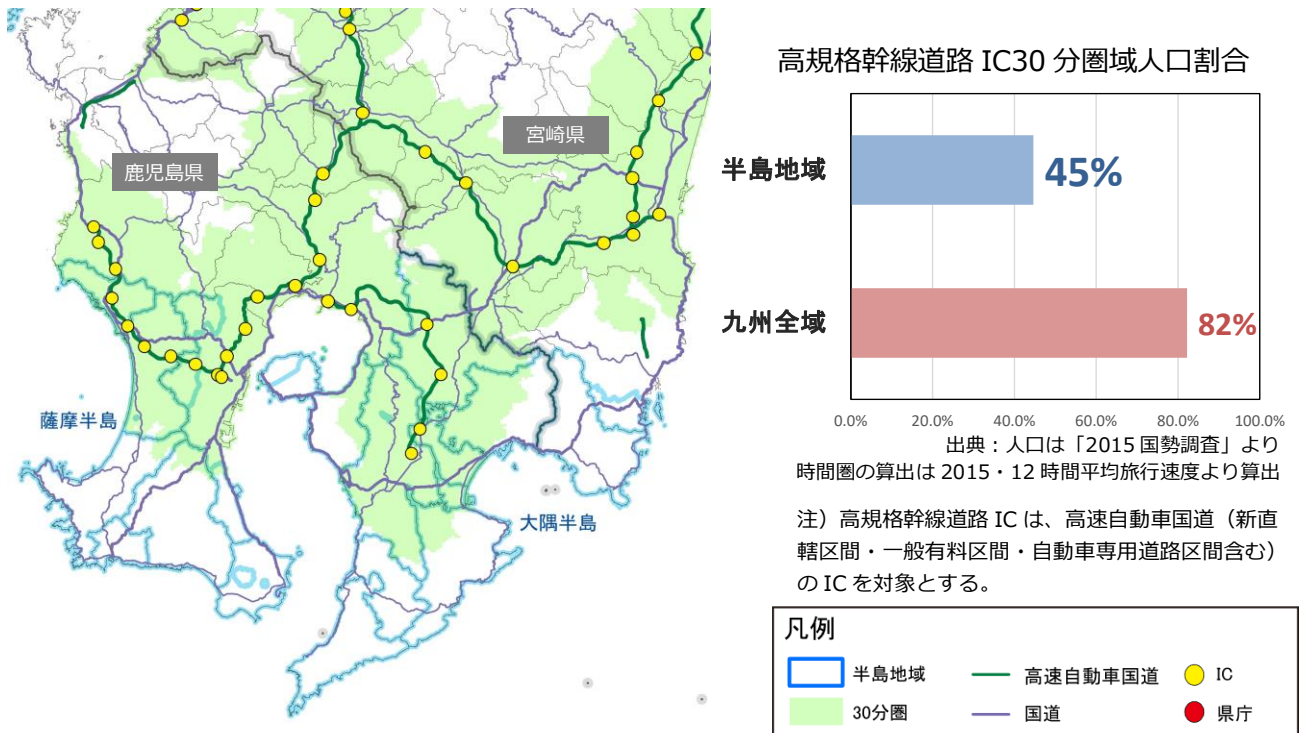 鹿児島県
宮崎県
薩摩半島
大隅半島
高規格幹線道路 IC30 分圏域人口割合
半島地域
45%
九州全域
82%
0.0% 20.0% 40.0% 60.0% 80.0% 100.0%
出典：人口は「2015 国勢調査」より
時間圏の算出は 2015・12 時間平均旅行速度より算出
注）高規格幹線道路 IC は、高速自動車国道（新直
轄区間・一般有料区間・自動車専用道路区間含む）
の IC を対象とする。
凡例
半島地域 高速自動車国道 IC
30分圏 国道 県庁